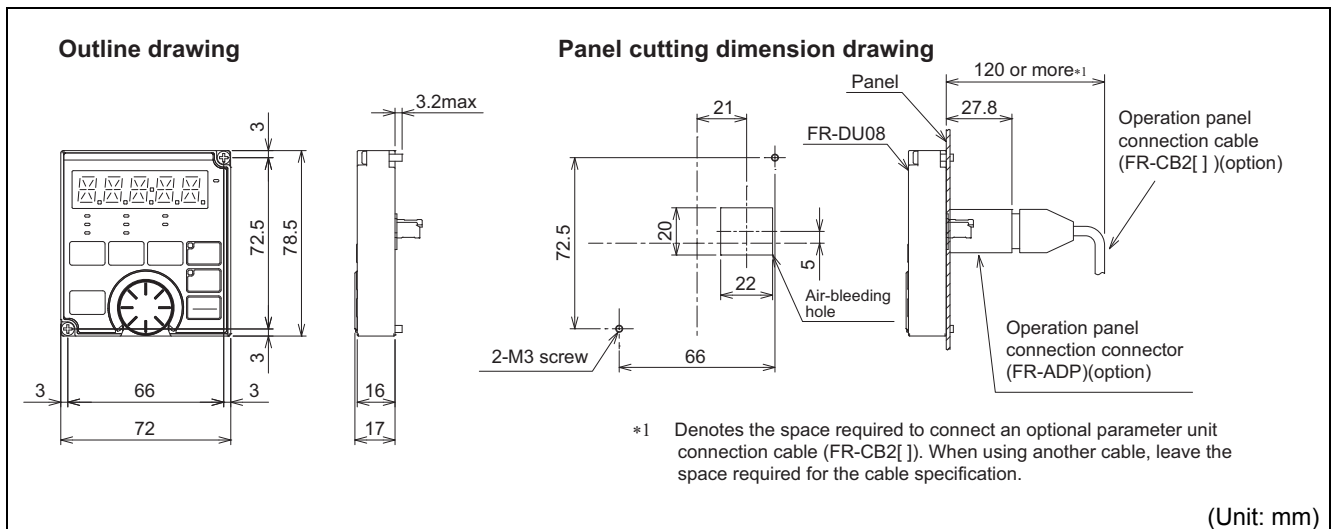 Outline drawing
3.2max
3
72.5
78.5
3
3
66
3
72
16
17
Panel cutting dimension drawing
120 or more*1
Panel
21
27.8
FR-DU08
Operation panel
connection cable
(FR-CB2[ ] )(option)
72.5
20
5
22
Air-bleeding
hole
2-M3 screw
66
Operation panel
connection connector
(FR-ADP)(option)
*1 Denotes the space required to connect an optional parameter unit
connection cable (FR-CB2[ ]). When using another cable, leave the
space required for the cable specification.
(Unit: mm)